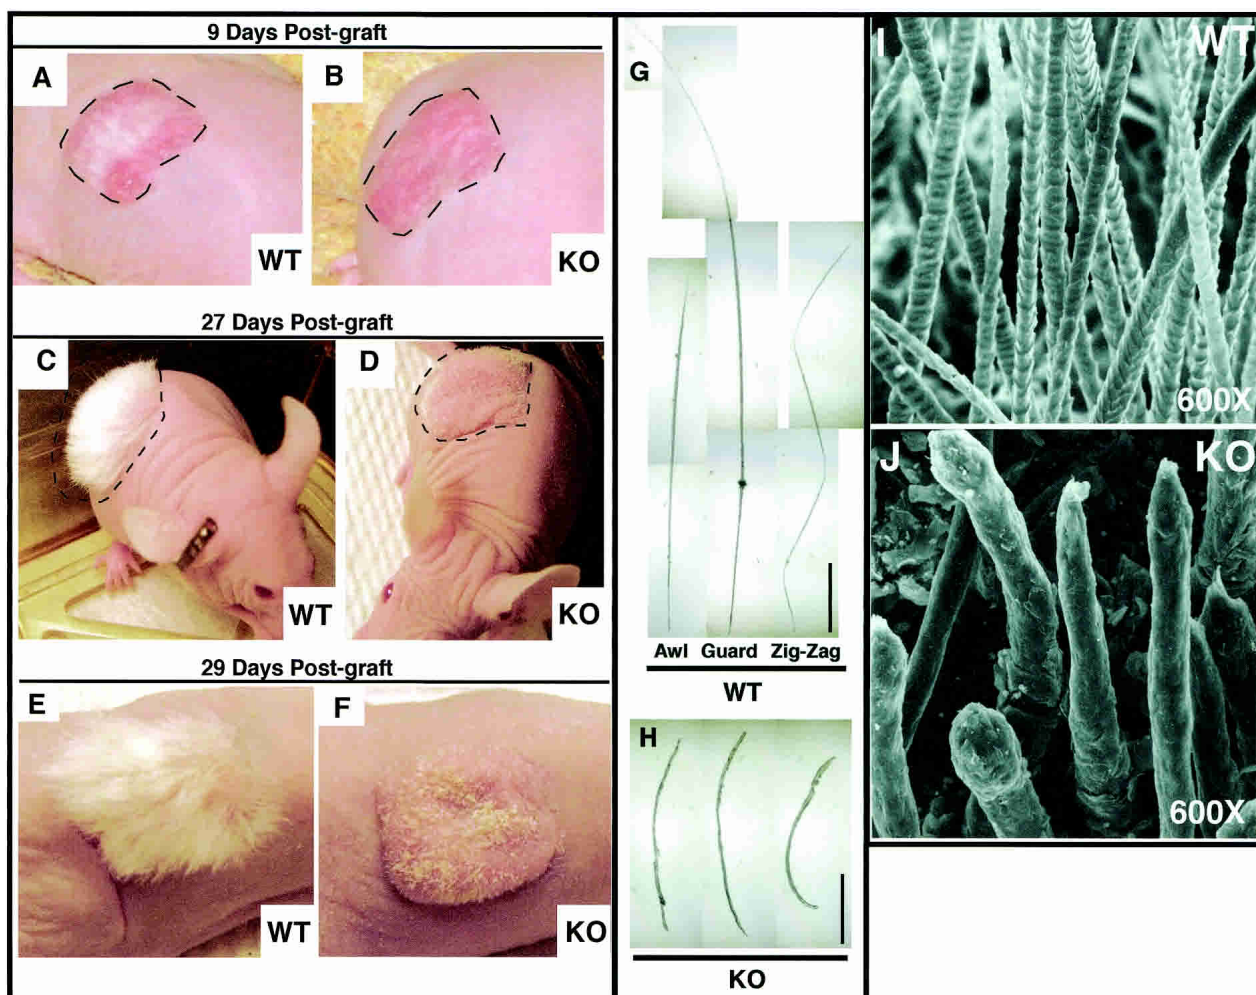 9 Days Post-graft
A
B
WT
KO
27 Days Post-graft
C
D
WT
KO
29 Days Post-graft
E
F
WT
KO
G
Awl Guard Zig-Zag
WT
H
KO
I
WT
600X
J
KO
600X